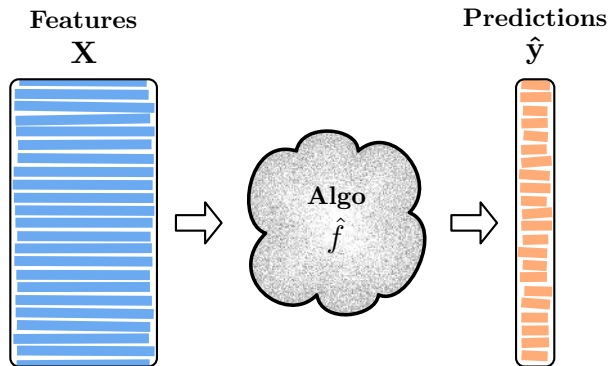 Features
X
Algo
f̂
Predictions
ŷ